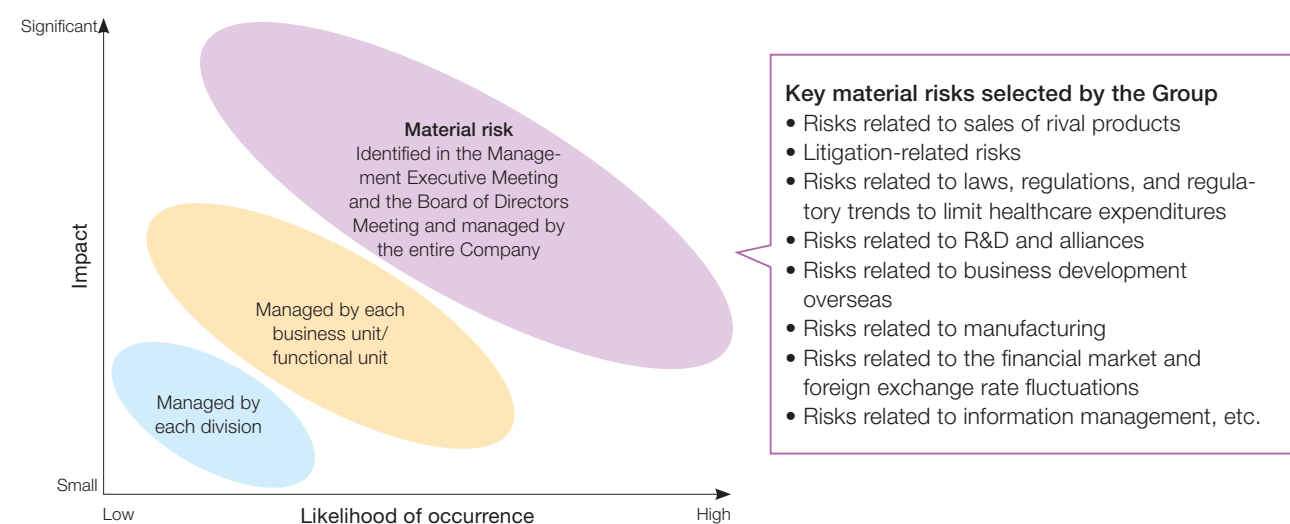 Significant
Impact
Small
Low
Likelihood of occurrence
High
Material risk
Identified in the Manage-
ment Executive Meeting
and the Board of Directors
Meeting and managed by
the entire Company
Managed by each
business unit/
functional unit
Managed by
each division
Key material risks selected by the Group
• Risks related to sales of rival products
• Litigation-related risks
• Risks related to laws, regulations, and regula-
tory trends to limit healthcare expenditures
• Risks related to R&D and alliances
• Risks related to business development
overseas
• Risks related to manufacturing
• Risks related to the financial market and
foreign exchange rate fluctuations
• Risks related to information management, etc.